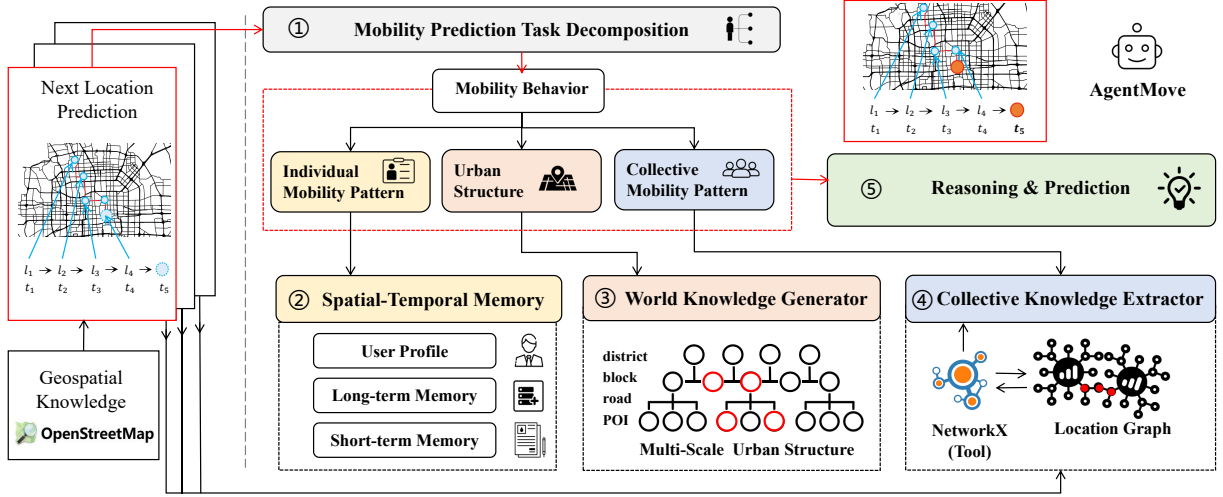 Next Location
Prediction
l1 → l2 → l3 → l4 →
t1 t2 t3 t4 t5
Geospatial
Knowledge
OpenStreetMap
① Mobility Prediction Task Decomposition
Mobility Behavior
Individual
Mobility Pattern
Urban
Structure
Collective
Mobility Pattern
l1 → l2 → l3 → l4 →
t1 t2 t3 t4 t5
AgentMove
⑤ Reasoning & Prediction
② Spatial-Temporal Memory
User Profile
Long-term Memory
Short-term Memory
③ World Knowledge Generator
district
block
road
POI
Multi-Scale Urban Structure
④ Collective Knowledge Extractor
NetworkX
(Tool)
Location Graph